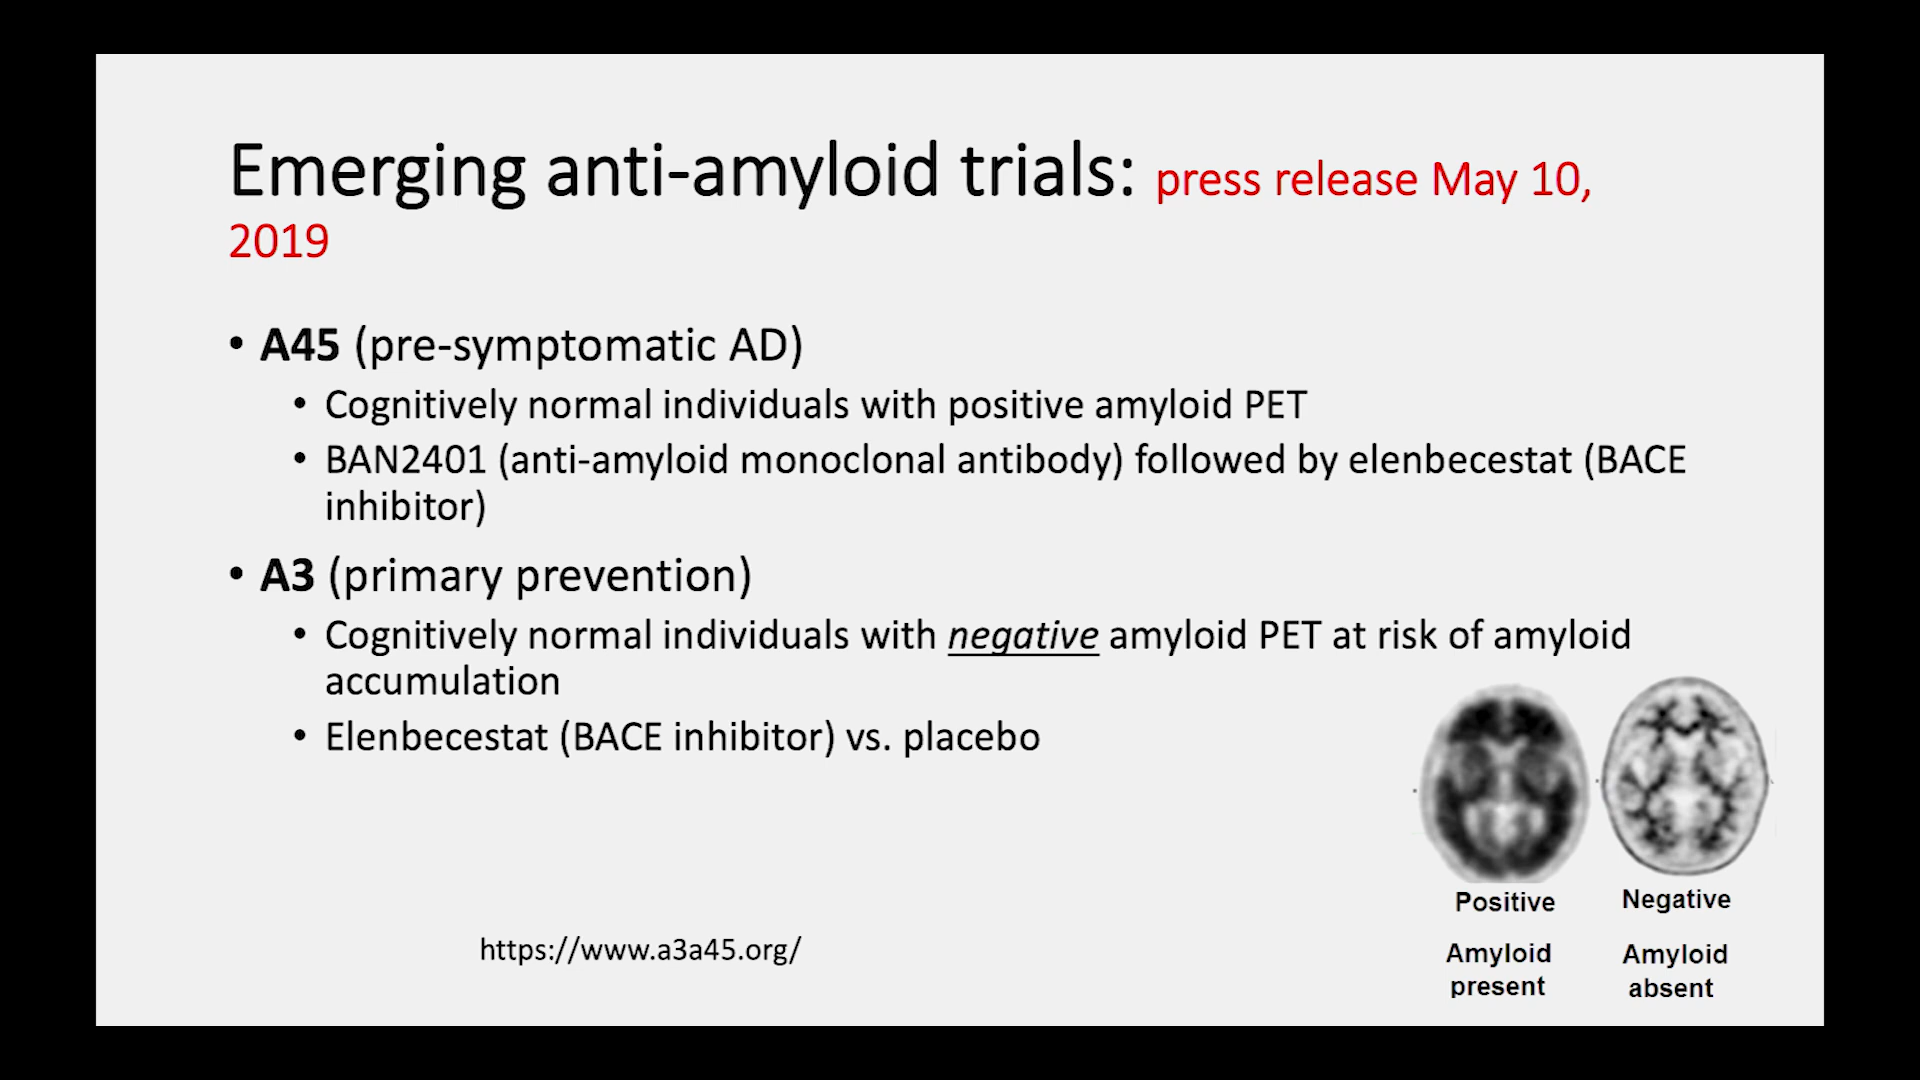 Emerging anti-amyloid trials: press release May 10,
2019
• A45 (pre-symptomatic AD)
• Cognitively normal individuals with positive amyloid PET
• BAN2401 (anti-amyloid monoclonal antibody) followed by elenbecestat (BACE
inhibitor)
• A3 (primary prevention)
• Cognitively normal individuals with negative amyloid PET at risk of amyloid
accumulation
• Elenbecestat (BACE inhibitor) vs. placebo
Positive
Amyloid
present
Negative
Amyloid
absent
https://www.a3a45.org/